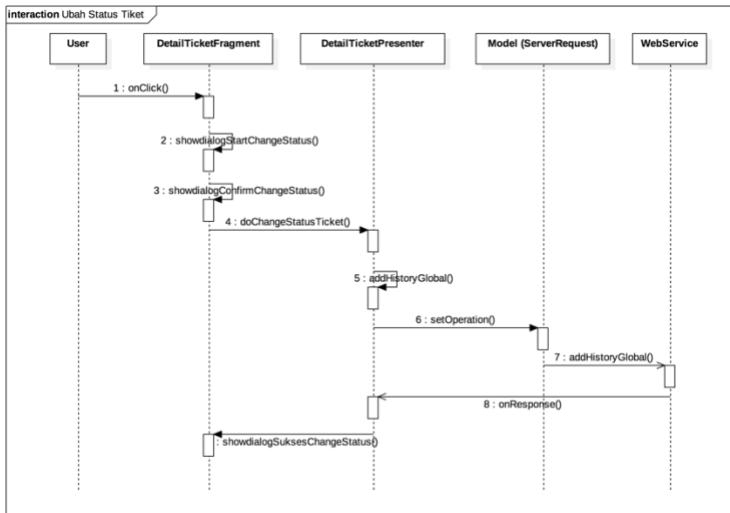 interaction Ubah Status Tiket
User
DetailTicketFragment
DetailTicketPresenter
Model (ServerRequest)
WebService
1 : onClick()
2 : showdialogStartChangeStatus()
3 : showdialogConfirmChangeStatus()
4 : doChangeStatusTicket()
5 : addHistoryGlobal()
6 : setOperation()
7 : addHistoryGlobal()
8 : onResponse()
: showdialogSuksesChangeStatus()